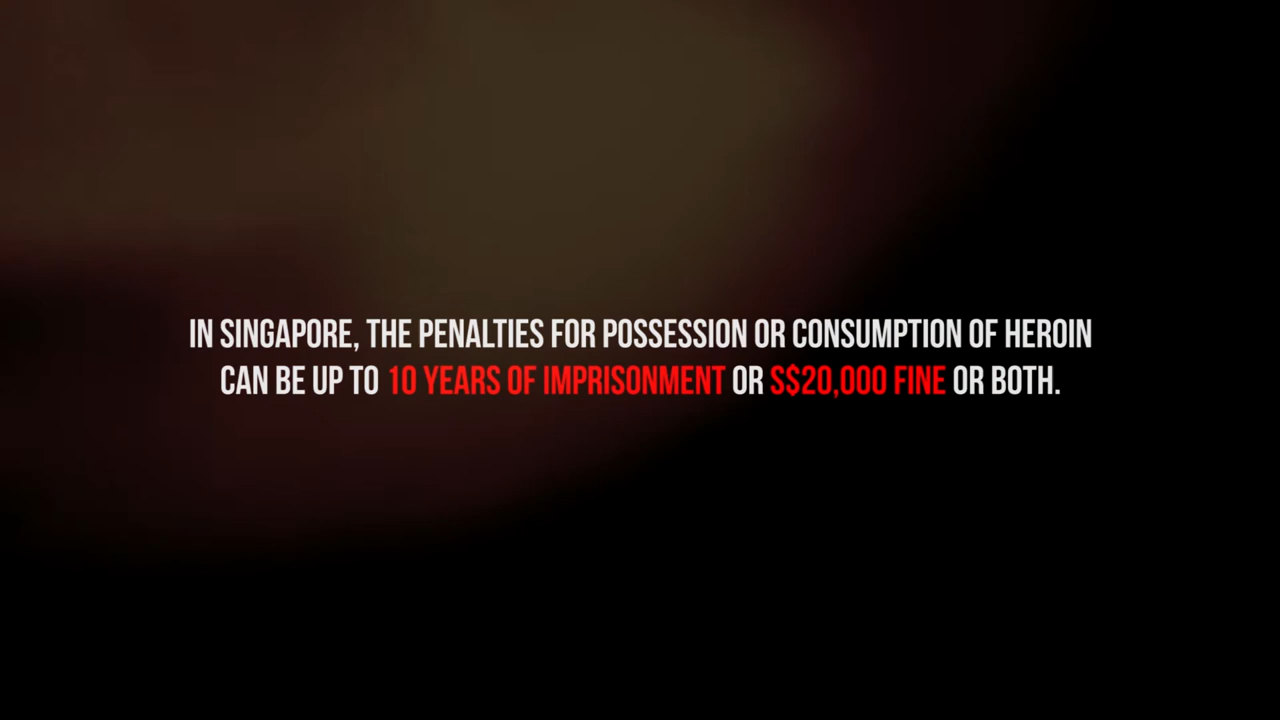 IN SINGAPORE, THE PENALTIES FOR POSSESSION OR CONSUMPTION OF HEROIN
CAN BE UP TO 10 YEARS OF IMPRISONMENT OR S$20,000 FINE OR BOTH.